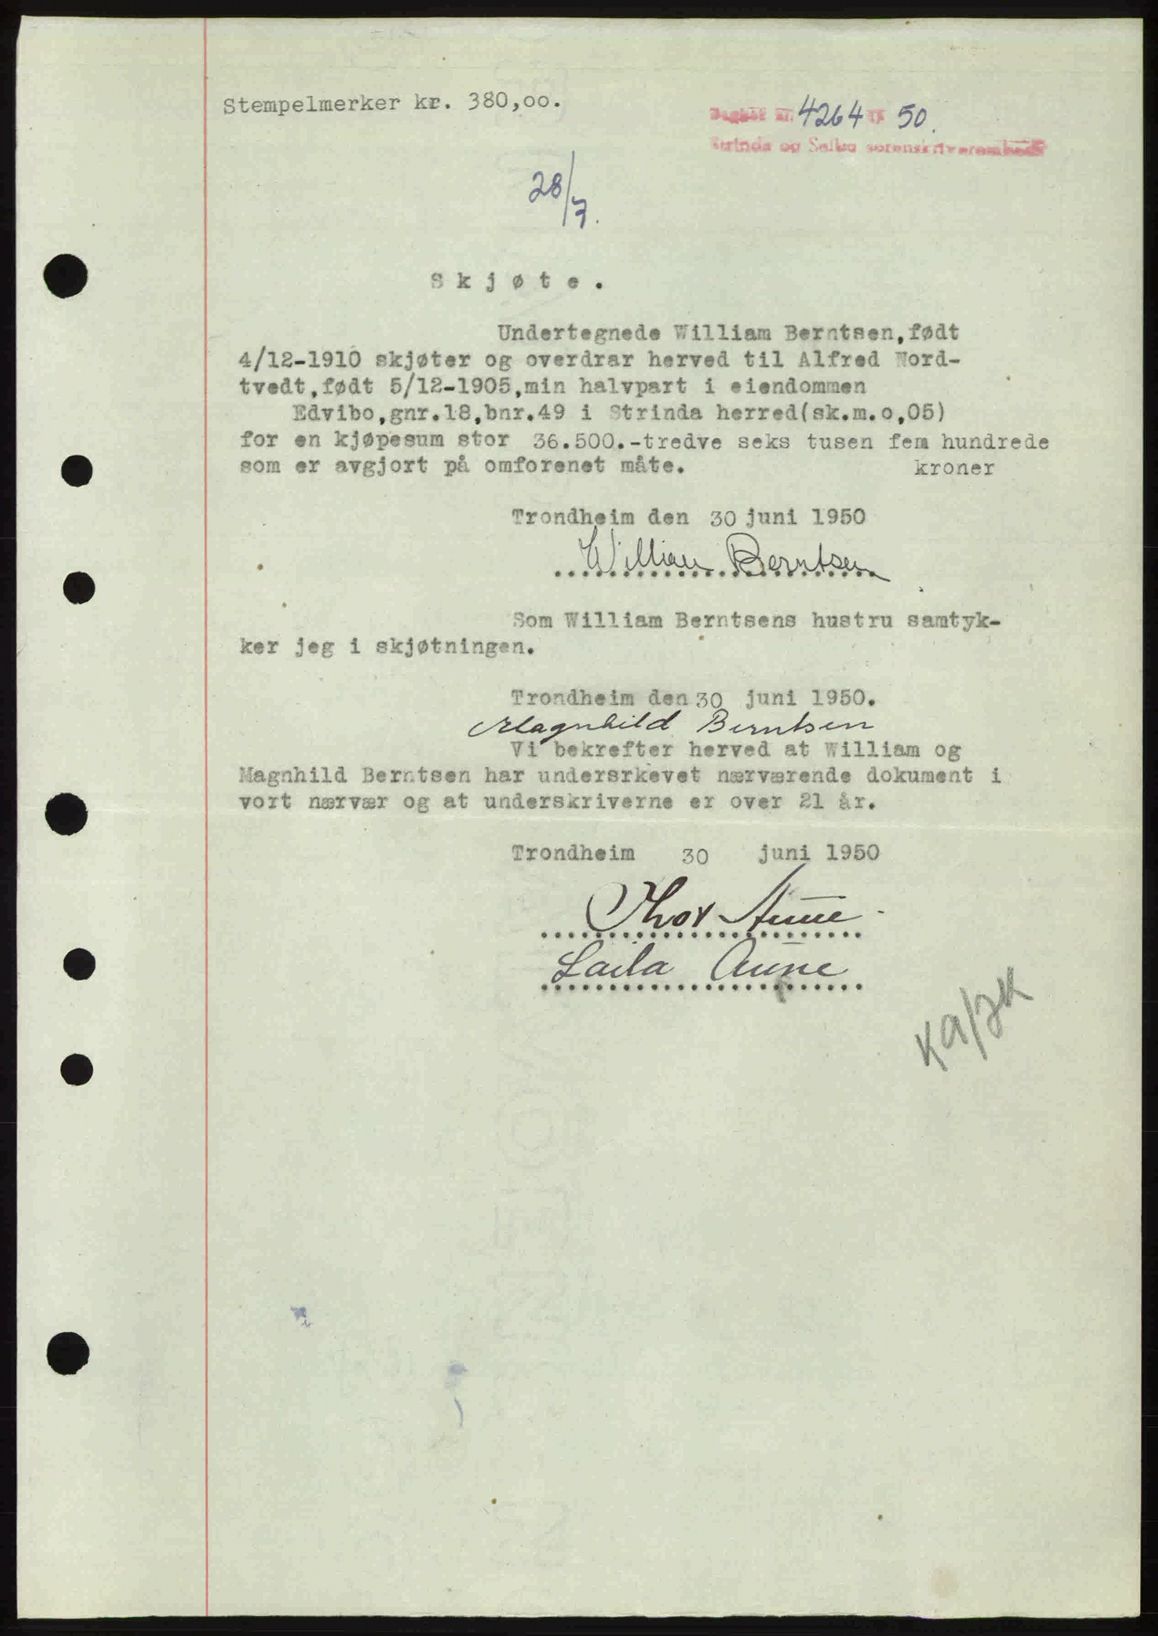 Stempelmerker kr. 380,oo.
Dagbok nr. 4264 19 50.
Strinda og Selbu sorenskriverembede
28/7.
Skjøte.
Undertegnede William Berntsen,født
4/12-1910 skjøter og overdrar herved til Alfred Nord-
tvedt,født 5/12-1905,min halvpart i eiendommen
Edvibo,gnr.18,bnr.49 i Strinda herred(sk.m.o,05)
for en kjøpesum stor 36.500.-tredve seks tusen fem hundrede
som er avgjort på omforenet måte. kroner
Trondheim den 30 juni 1950
William Berntsen
Som William Berntsens hustru samtyk-
ker jeg i skjøtningen.
Trondheim den 30 juni 1950.
Magnhild Berntsen
Vi bekrefter herved at William og
Magnhild Berntsen har undersrkevet nærværende dokument i
vort nærvær og at underskriverne er over 21 år.
Trondheim 30 juni 1950
Thor Aune
Laila Aune
KA/JK